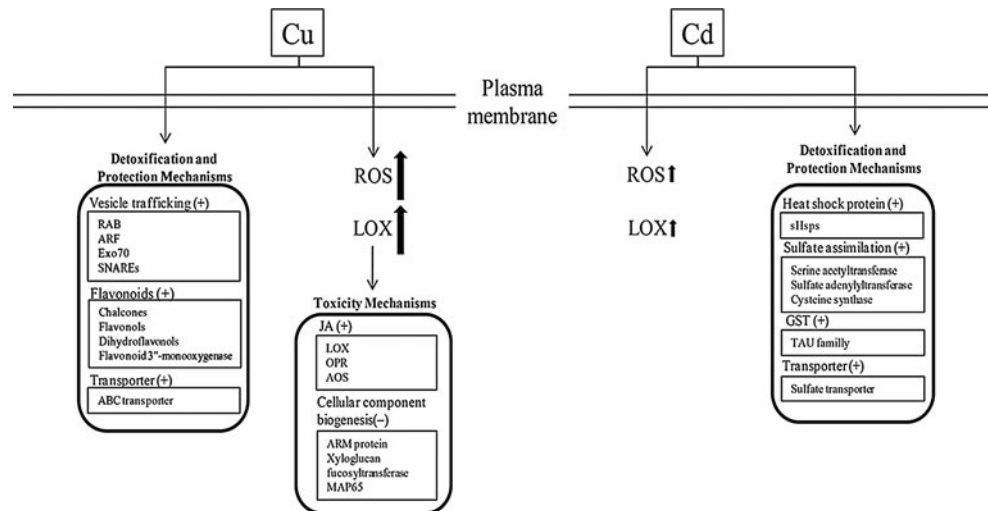 Cu
Cd
Plasma
membrane
Detoxification and
Protection Mechanisms
Vesicle trafficking (+)
RAB
ARF
Exo70
SNAREs
Flavonoids (+)
Chalcones
Flavonols
Dihydroflavonols
Flavonoid 3"-monooxygenase
Transporter (+)
ABC transporter
ROS
LOX
Toxicity Mechanisms
JA (+)
LOX
OPR
AOS
Cellular component
biogenesis(–)
ARM protein
Xyloglucan
fucosyltransferase
MAP65
ROS
LOX
Detoxification and
Protection Mechanisms
Heat shock protein (+)
sHsps
Sulfate assimilation (+)
Serine acetyltransferase
Sulfate adenylyltransferase
Cysteine synthase
GST (+)
TAU familly
Transporter (+)
Sulfate transporter